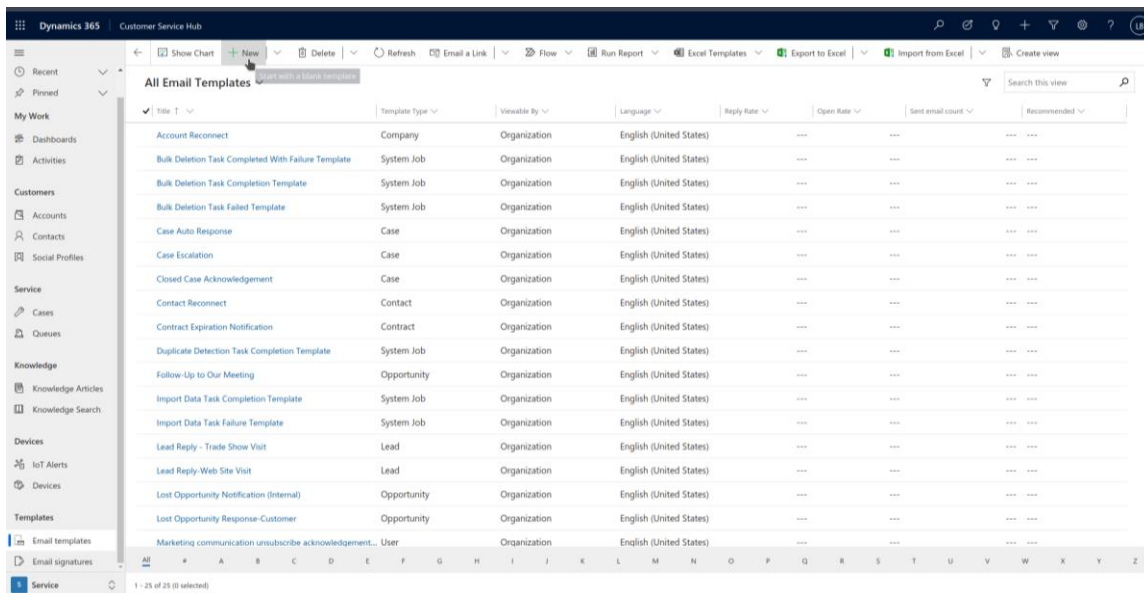 Dynamics 365 Customer Service Hub LB
Show Chart New Delete Refresh Email a Link Flow Run Report Excel Templates Export to Excel Import from Excel Create view
Start with a blank template
All Email Templates Search this view
Title Template Type Viewable By Language Reply Rate Open Rate Sent email count Recommended
Account Reconnect Company Organization English (United States) --- --- --- ---
Bulk Deletion Task Completed With Failure Template System Job Organization English (United States) --- --- --- ---
Bulk Deletion Task Completion Template System Job Organization English (United States) --- --- --- ---
Bulk Deletion Task Failed Template System Job Organization English (United States) --- --- --- ---
Case Auto Response Case Organization English (United States) --- --- --- ---
Case Escalation Case Organization English (United States) --- --- --- ---
Closed Case Acknowledgement Case Organization English (United States) --- --- --- ---
Contact Reconnect Contact Organization English (United States) --- --- --- ---
Contract Expiration Notification Contract Organization English (United States) --- --- --- ---
Duplicate Detection Task Completion Template System Job Organization English (United States) --- --- --- ---
Follow-Up to Our Meeting Opportunity Organization English (United States) --- --- --- ---
Import Data Task Completion Template System Job Organization English (United States) --- --- --- ---
Import Data Task Failure Template System Job Organization English (United States) --- --- --- ---
Lead Reply - Trade Show Visit Lead Organization English (United States) --- --- --- ---
Lead Reply-Web Site Visit Lead Organization English (United States) --- --- --- ---
Lost Opportunity Notification (Internal) Opportunity Organization English (United States) --- --- --- ---
Lost Opportunity Response-Customer Opportunity Organization English (United States) --- --- --- ---
Marketing communication unsubscribe acknowledgement... User Organization English (United States) --- --- --- ---
All # A B C D E F G H I J K L M N O P Q R S T U V W X Y Z
1 - 25 of 25 (0 selected)
Recent
Pinned
My Work
Dashboards
Activities
Customers
Accounts
Contacts
Social Profiles
Service
Cases
Queues
Knowledge
Knowledge Articles
Knowledge Search
Devices
IoT Alerts
Devices
Templates
Email templates
Email signatures
S Service